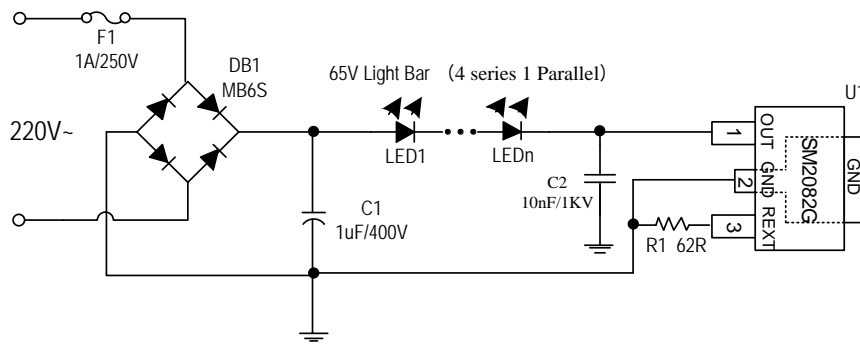 F1
1A/250V
DB1
MB6S
220V~
65V Light Bar (4 series 1 Parallel)
LED1
LEDn
C1
1uF/400V
C2
10nF/1KV
R1 62R
U1
1
OUT
2
GND
3
REXT
SM2082G
GND